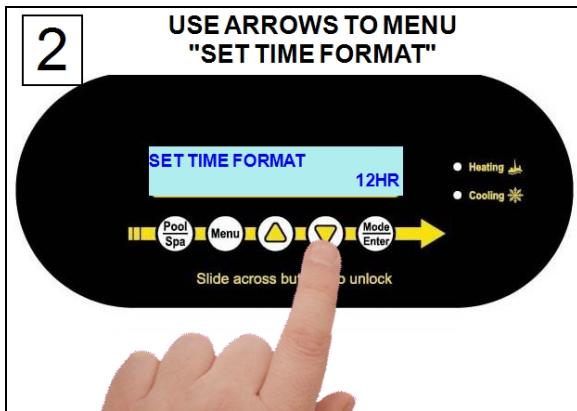 2
USE ARROWS TO MENU
"SET TIME FORMAT"
SET TIME FORMAT
12HR
Heating
Cooling
Pool
Spa
Menu
Mode
Enter
Slide across but o unlock